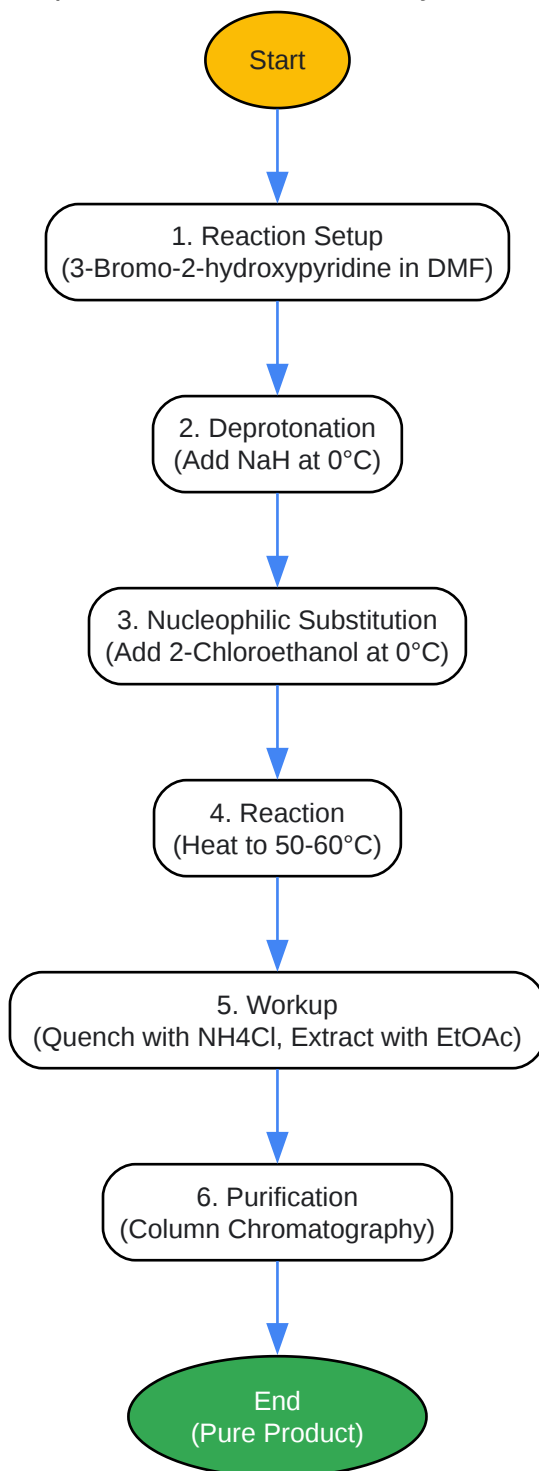 Start
1. Reaction Setup
(3-Bromo-2-hydroxypyridine in DMF)
2. Deprotonation
(Add NaH at 0°C)
3. Nucleophilic Substitution
(Add 2-Chloroethanol at 0°C)
4. Reaction
(Heat to 50-60°C)
5. Workup
(Quench with NH4Cl, Extract with EtOAc)
6. Purification
(Column Chromatography)
End
(Pure Product)